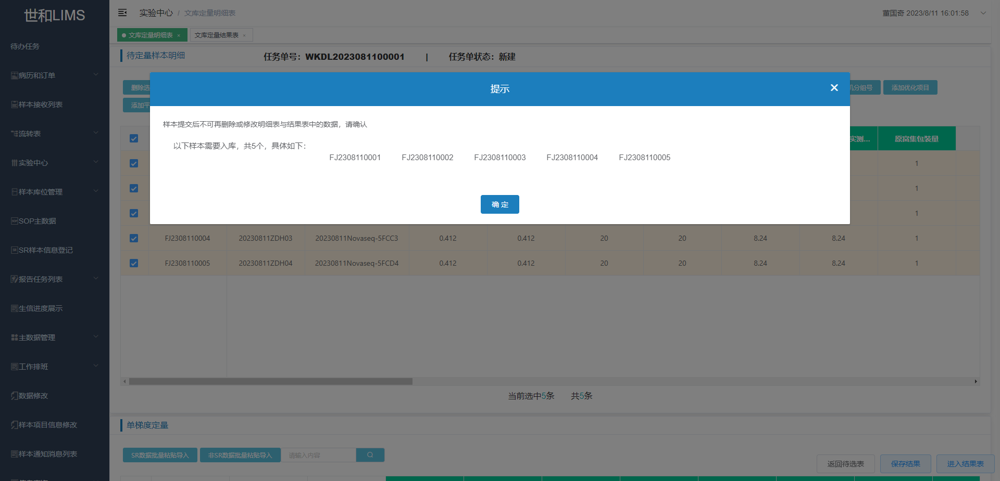 世和LIMS
实验中心 / 文库定量明细表
董国奇 2023/8/11 16:01:58
文库定量明细表 ×
文库定量结果表 ×
待办任务
病历和订单
样本接收列表
流转表
实验中心
样本库位管理
SOP主数据
SR样本信息登记
报告任务列表
生信进度展示
主数据管理
工作排班
数据修改
样本项目信息修改
样本通知消息列表
待定量样本明细
任务单号：WKDL2023081100001 | 任务单状态：新建
删除选
分组号
添加优化项目
添加平
提示
样本提交后不可再删除或修改明细表与结果表中的数据，请确认
以下样本需要入库，共5个，具体如下：
FJ2308110001 FJ2308110002 FJ2308110003 FJ2308110004 FJ2308110005
确 定
实测... 原富集包装量
1
1
1
FJ2308110004 20230811ZDH03 20230811Novaseq-5FCC3 0.412 0.412 20 20 8.24 8.24 1
FJ2308110005 20230811ZDH04 20230811Novaseq-5FCD4 0.412 0.412 20 20 8.24 8.24 1
当前选中5条 共5条
单梯度定量
SR数据批量粘贴导入 非SR数据批量粘贴导入 请输入内容
返回待选表 保存结果 进入结果表